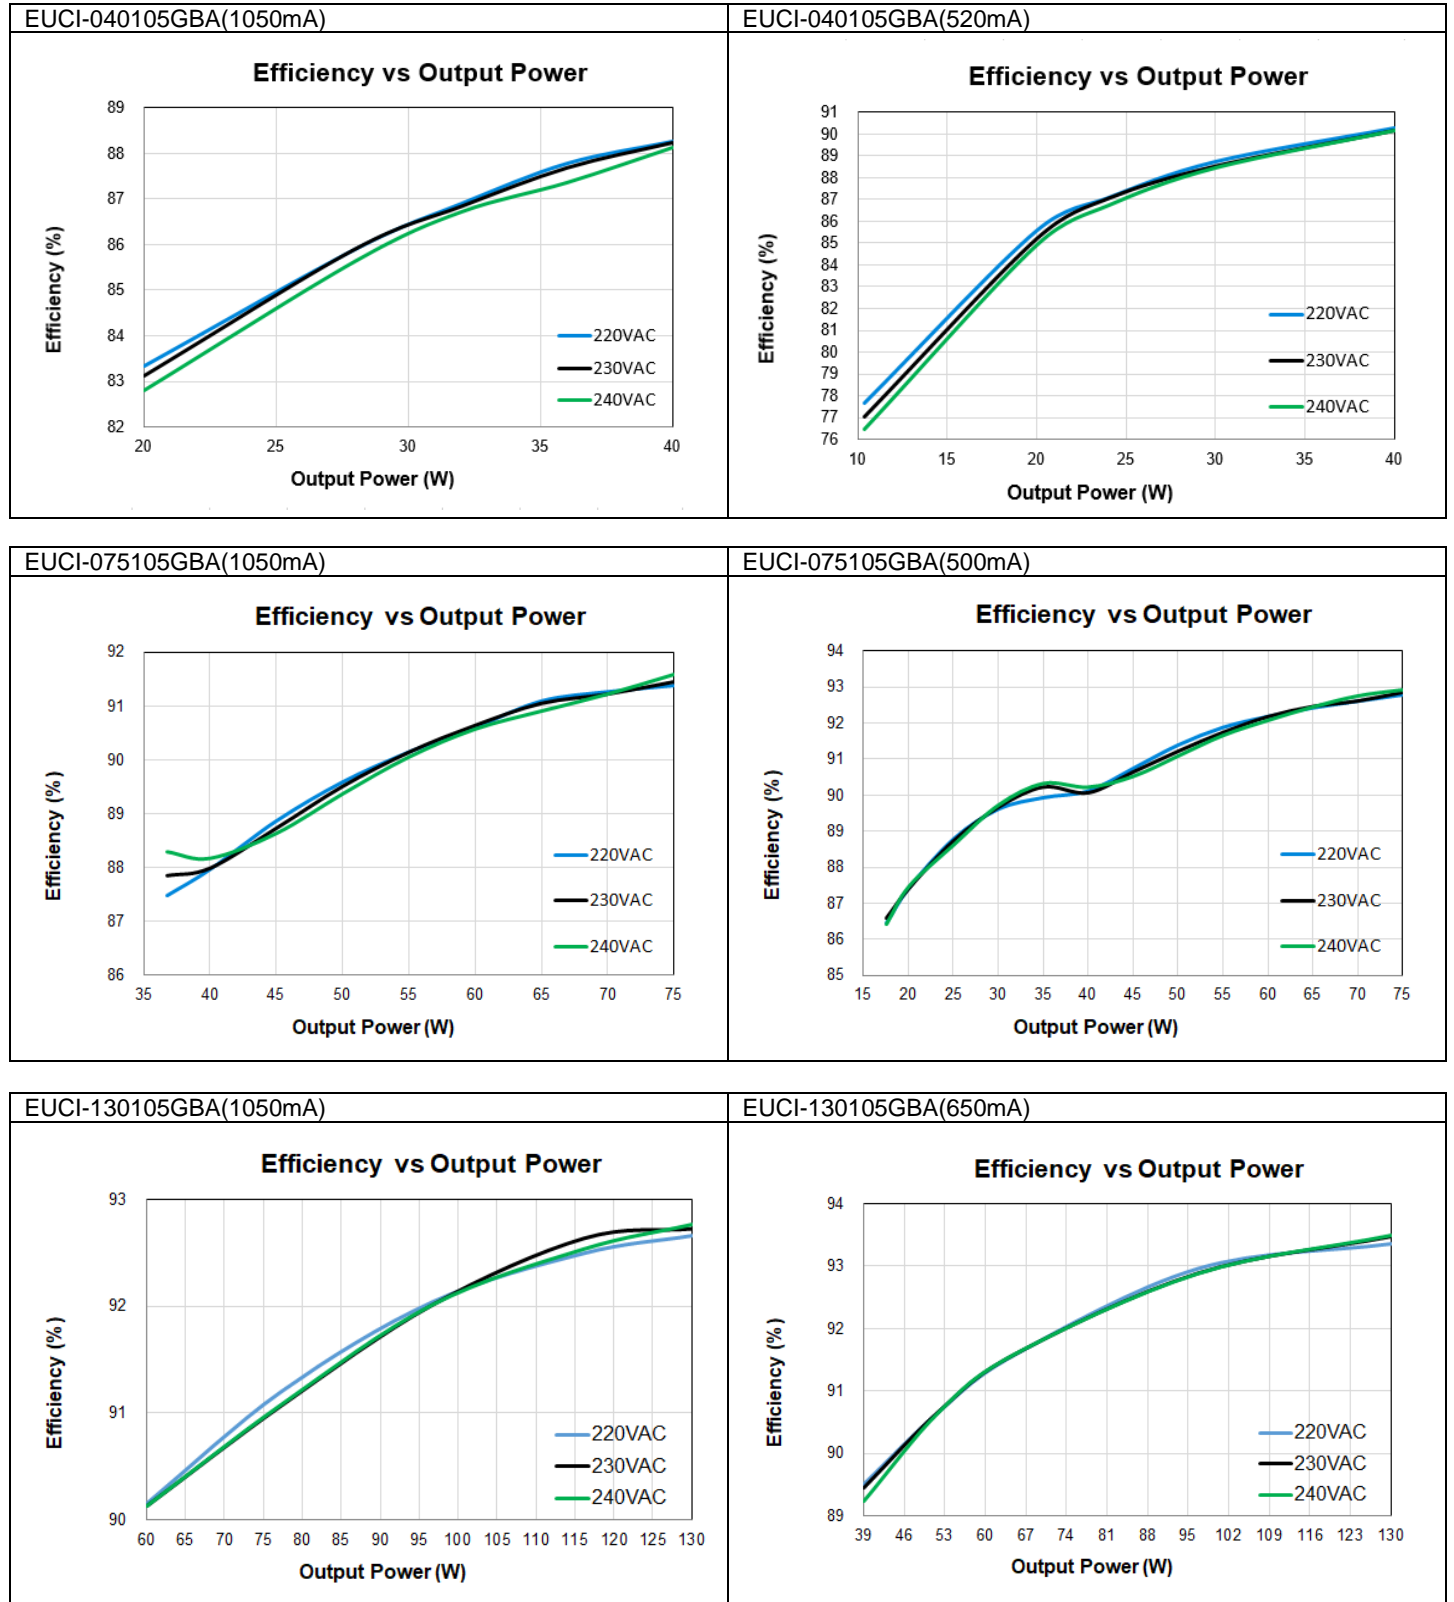 EUCI-040105GBA(1050mA)
EUCI-040105GBA(520mA)
Efficiency vs Output Power
89
88
87
86
85
84
83
82
20 25 30 35 40
Efficiency (%)
Output Power (W)
220VAC
230VAC
240VAC
Efficiency vs Output Power
91
90
89
88
87
86
85
84
83
82
81
80
79
78
77
76
10 15 20 25 30 35 40
Efficiency (%)
Output Power (W)
220VAC
230VAC
240VAC
EUCI-075105GBA(1050mA)
EUCI-075105GBA(500mA)
Efficiency vs Output Power
92
91
90
89
88
87
86
35 40 45 50 55 60 65 70 75
Efficiency (%)
Output Power (W)
220VAC
230VAC
240VAC
Efficiency vs Output Power
94
93
92
91
90
89
88
87
86
85
15 20 25 30 35 40 45 50 55 60 65 70 75
Efficiency (%)
Output Power (W)
220VAC
230VAC
240VAC
EUCI-130105GBA(1050mA)
EUCI-130105GBA(650mA)
Efficiency vs Output Power
93
92
91
90
60 65 70 75 80 85 90 95 100 105 110 115 120 125 130
Efficiency (%)
Output Power (W)
220VAC
230VAC
240VAC
Efficiency vs Output Power
94
93
92
91
90
89
39 46 53 60 67 74 81 88 95 102 109 116 123 130
Efficiency (%)
Output Power (W)
220VAC
230VAC
240VAC